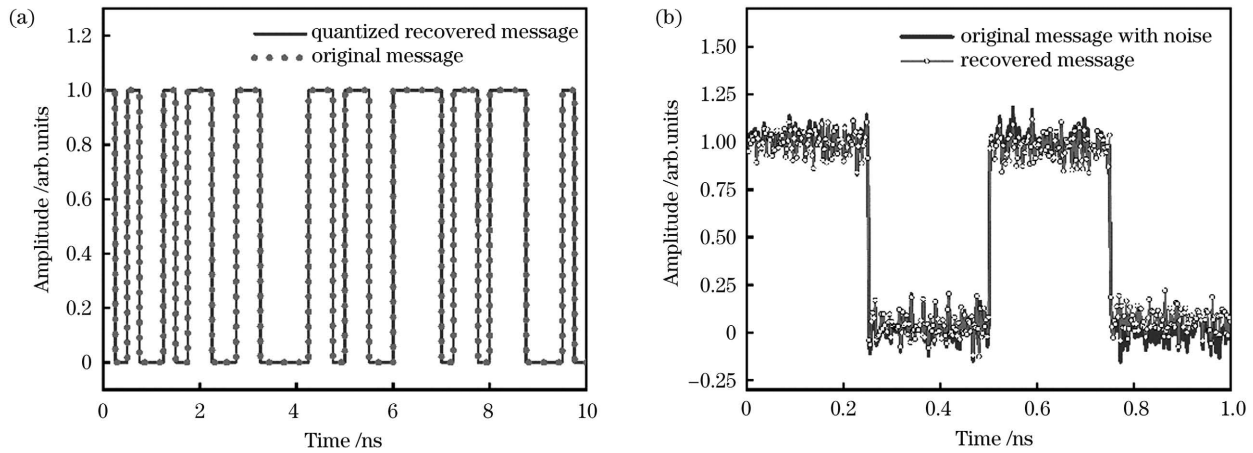 (a)
quantized recovered message
original message
Amplitude /arb.units
1.2
1.0
0.8
0.6
0.4
0.2
0
0 2 4 6 8 10
Time /ns
(b)
original message with noise
recovered message
Amplitude /arb.units
1.50
1.25
1.00
0.75
0.50
0.25
0
−0.25
0 0.2 0.4 0.6 0.8 1.0
Time /ns